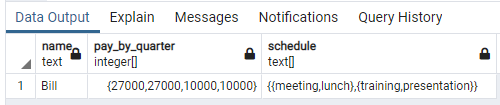 Data Output Explain Messages Notifications Query History
name pay_by_quarter schedule
text integer[] text[]
1 Bill {27000,27000,10000,10000} {{meeting,lunch},{training,presentation}}